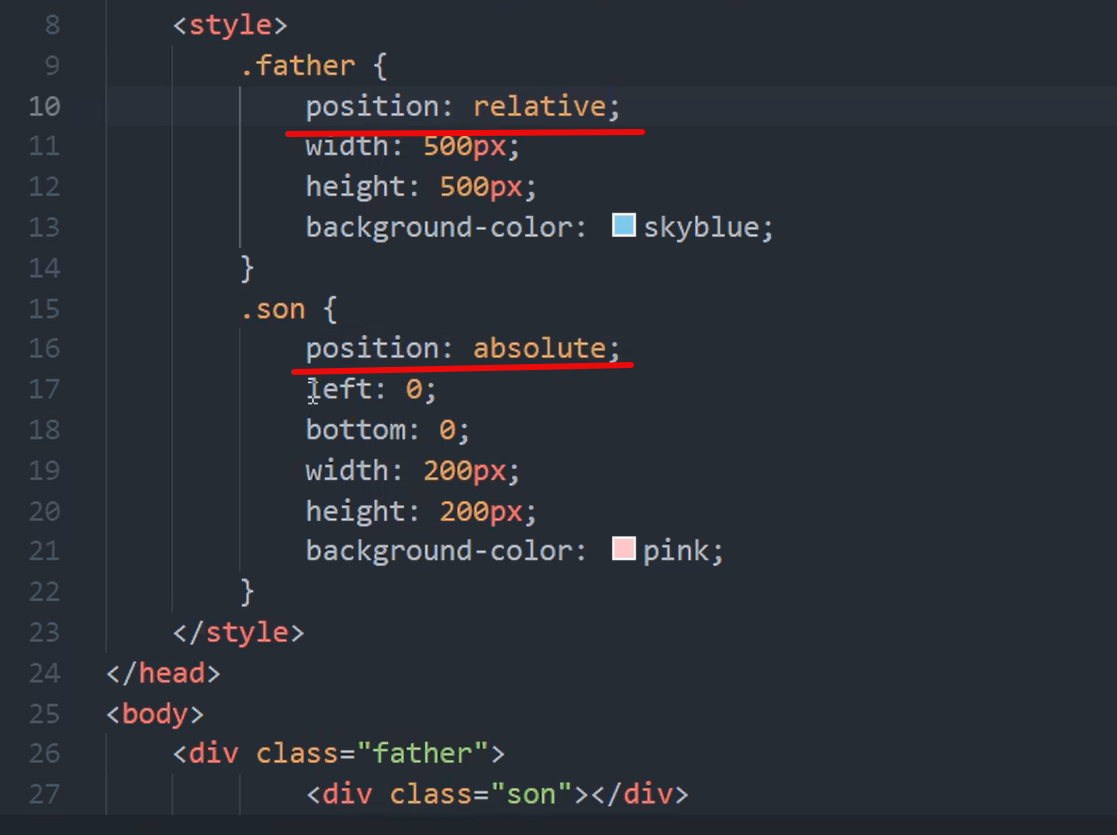 8 <style>
9 .father {
10 position: relative;
11 width: 500px;
12 height: 500px;
13 background-color: skyblue;
14 }
15 .son {
16 position: absolute;
17 left: 0;
18 bottom: 0;
19 width: 200px;
20 height: 200px;
21 background-color: pink;
22 }
23 </style>
24 </head>
25 <body>
26 <div class="father">
27 <div class="son"></div>